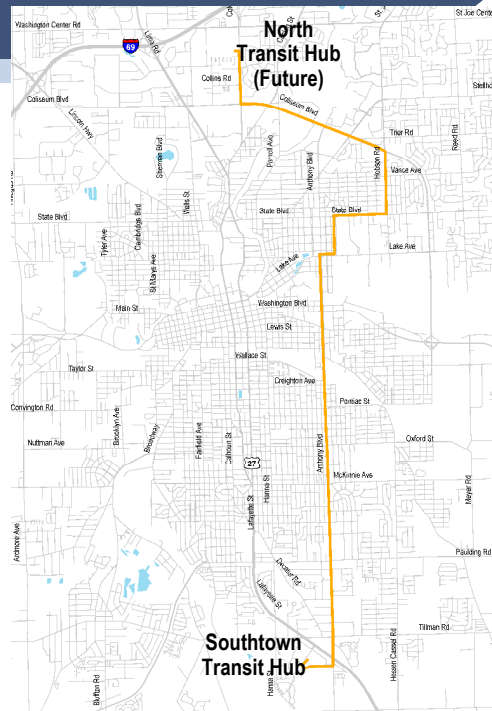 Washington Center Rd
Lima Rd
69
St Joe Cente
North
Transit Hub
(Future)
Collins Rd
Coliseum Blvd
Coliseum Blvd
Lincoln Hwy
Sherman Blvd
Parnell Ave
Anthony Blvd
Trier Rd
Reed Rd
Hobson Rd
Vance Ave
Wells St
State Blvd
Cambridge Blvd
Tyler Ave
St Marys Ave
State Blvd
State Blvd
Lake Ave
Lake Ave
Main St
Washington Blvd
Lewis St
Wallace St
Taylor St
Creighton Ave
Covington Rd
Brooklyn Ave
Pontiac St
Nuttman Ave
Broadway
Fairfield Ave
Calhoun St
27
Anthony Blvd
Oxford St
Hanna St
McKinnie Ave
Meyer Rd
Lafayette St
Ardmore Ave
Paulding Rd
Decatur Rd
Lafayette St
Tillman Rd
Hessen Cassel Rd
Southtown
Transit Hub
Hanna St
Bluffton Rd